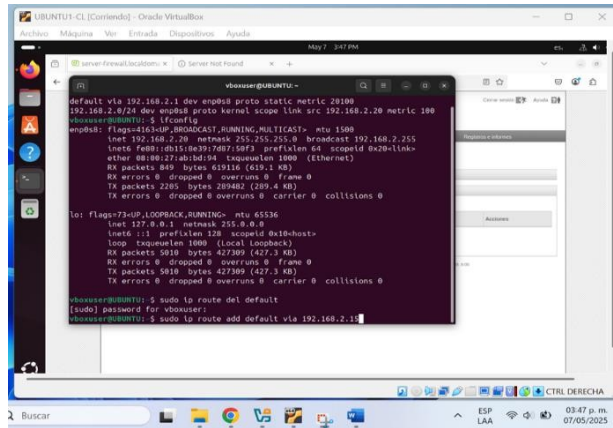 UBUNTU1-CL [Corriendo] - Oracle VirtualBox
Archivo Máquina Ver Entrada Dispositivos Ayuda
May 7 3:47 PM
server-firewall.localdoma
Server Not Found
vboxuser@UBUNTU: ~
Cerrar sesión
Ayuda
default via 192.168.2.1 dev enp0s8 proto static metric 20100
192.168.2.0/24 dev enp0s8 proto kernel scope link src 192.168.2.20 metric 100
vboxuser@UBUNTU:~$ ifconfig
enp0s8: flags=4163<UP,BROADCAST,RUNNING,MULTICAST> mtu 1500
inet 192.168.2.20 netmask 255.255.255.0 broadcast 192.168.2.255
inet6 fe80::db15:8e39:7d87:50f3 prefixlen 64 scopeid 0x20<link>
ether 08:00:27:ab:bd:94 txqueuelen 1000 (Ethernet)
RX packets 849 bytes 619116 (619.1 KB)
RX errors 0 dropped 0 overruns 0 frame 0
TX packets 2205 bytes 289482 (289.4 KB)
TX errors 0 dropped 0 overruns 0 carrier 0 collisions 0
lo: flags=73<UP,LOOPBACK,RUNNING> mtu 65536
inet 127.0.0.1 netmask 255.0.0.0
inet6 ::1 prefixlen 128 scopeid 0x10<host>
loop txqueuelen 1000 (Local Loopback)
RX packets 5010 bytes 427309 (427.3 KB)
RX errors 0 dropped 0 overruns 0 frame 0
TX packets 5010 bytes 427309 (427.3 KB)
TX errors 0 dropped 0 overruns 0 carrier 0 collisions 0
vboxuser@UBUNTU:~$ sudo ip route del default
[sudo] password for vboxuser:
vboxuser@UBUNTU:~$ sudo ip route add default via 192.168.2.15
Registros e informes
Acciones
CTRL DERECHA
Buscar
ESP
LAA
03:47 p. m.
07/05/2025